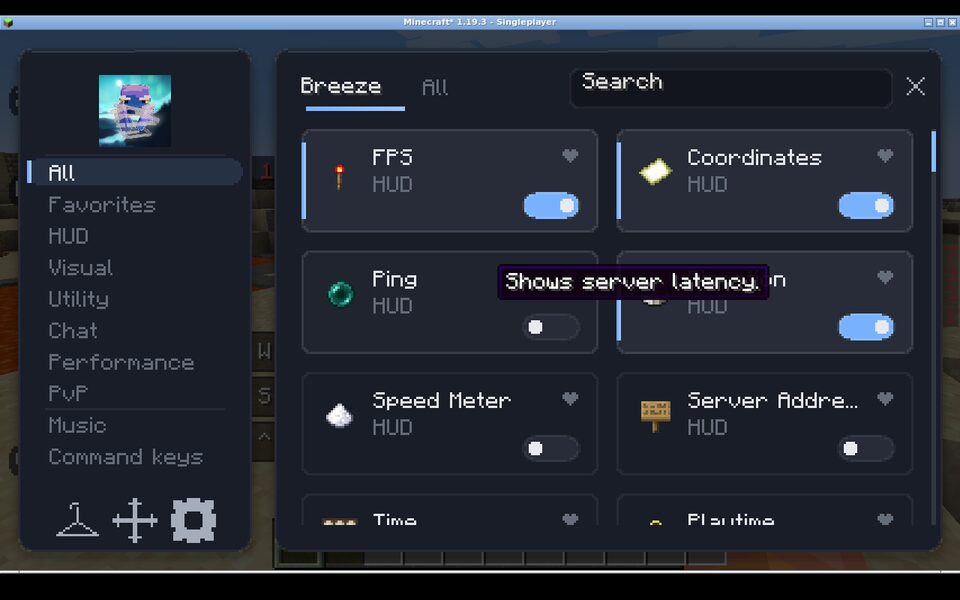 Minecraft* 1.19.3 - Singleplayer
Breeze
All
Search
All
Favorites
HUD
Visual
Utility
Chat
Performance
PvP
Music
Command keys
FPS
HUD
Coordinates
HUD
Ping
HUD
Shows server latency.
HUD
Speed Meter
HUD
Server Addre...
HUD
Time
Playtime
W
S